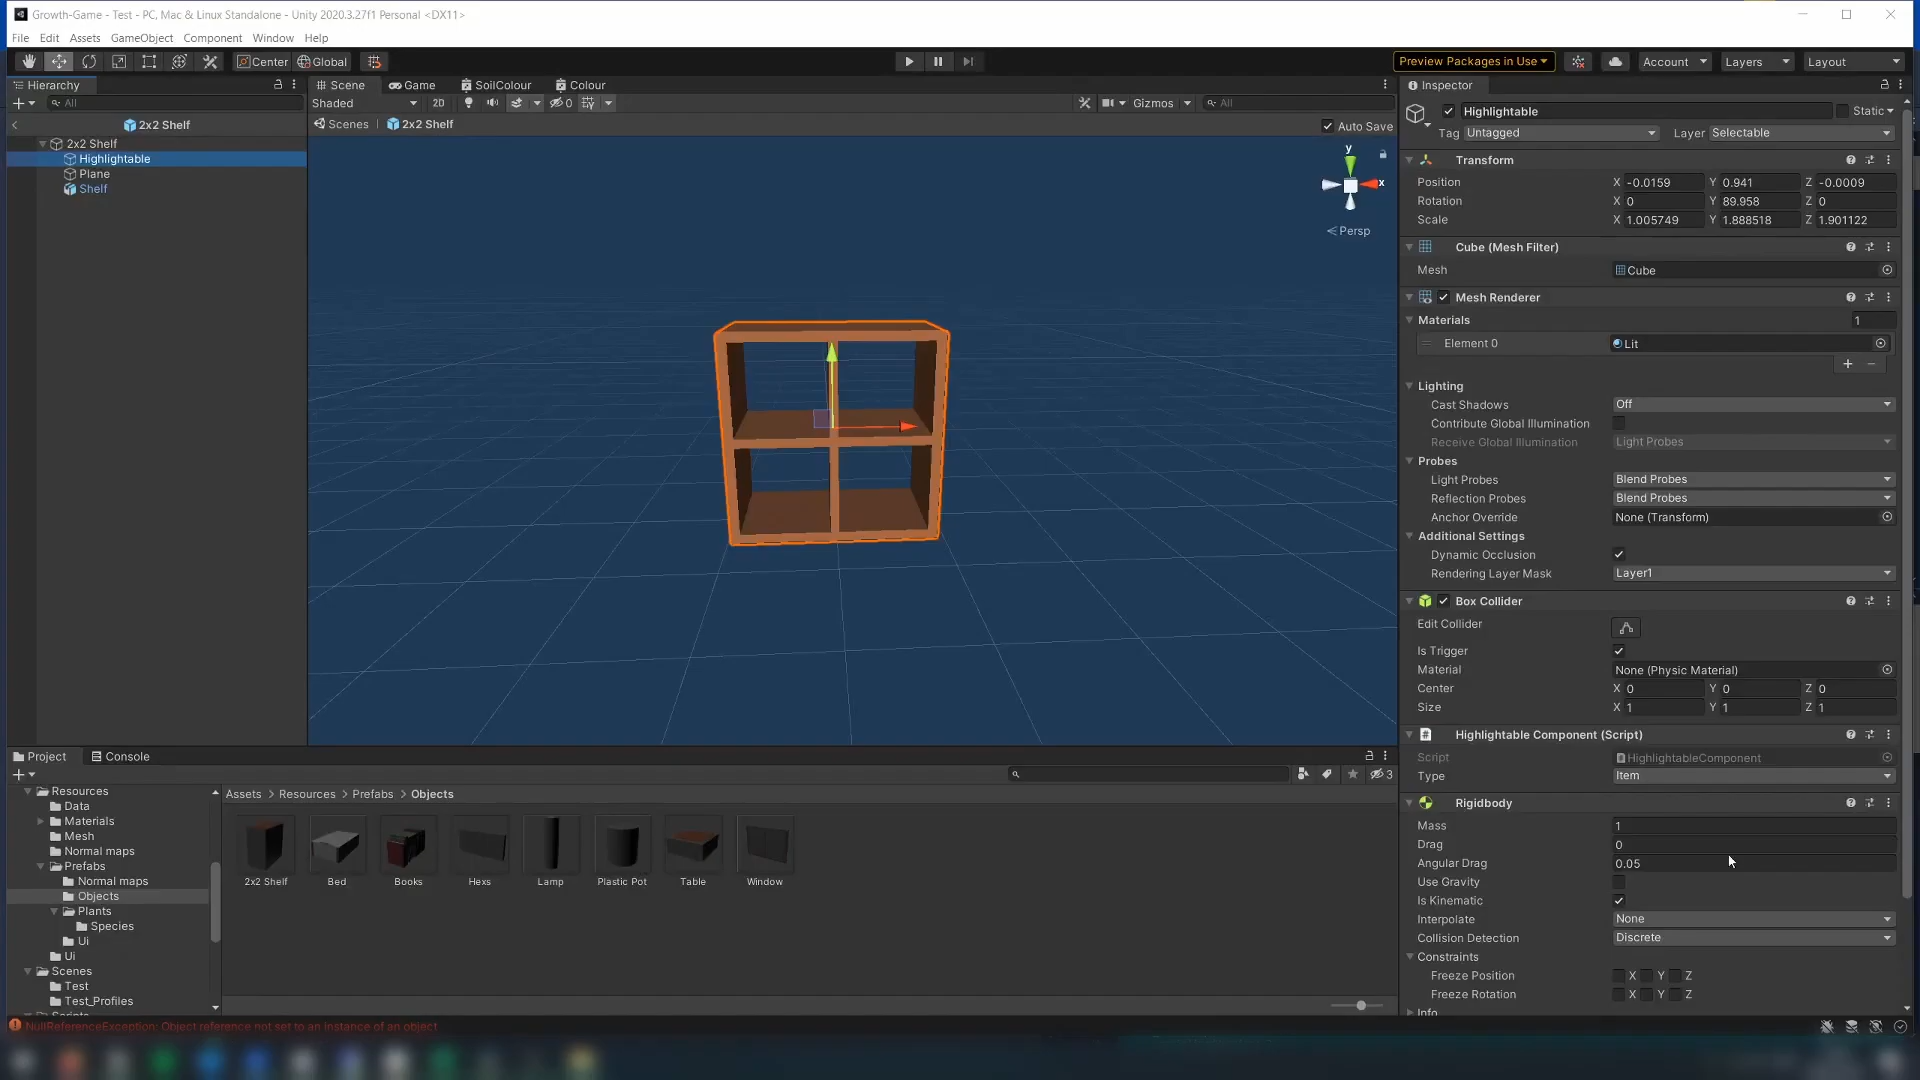 Growth-Game - Test - PC, Mac & Linux Standalone - Unity 2020.3.27f1 Personal <DX11>
File Edit Assets GameObject Component Window Help
Center Global Preview Packages in Use Account Layers Layout
Hierarchy Scene Game SoilColour Colour Inspector
All Shaded 2D 0 Gizmos All
2x2 Shelf
2x2 Shelf
Highlightable
Plane
Shelf
Scenes 2x2 Shelf Auto Save
y
x
Persp
Highlightable Static
Tag Untagged Layer Selectable
Transform
Position X -0.0159 Y 0.941 Z -0.0009
Rotation X 0 Y 89.958 Z 0
Scale X 1.005749 Y 1.888518 Z 1.901122
Cube (Mesh Filter)
Mesh Cube
Mesh Renderer
Materials 1
Element 0 Lit
Lighting
Cast Shadows Off
Contribute Global Illumination
Receive Global Illumination Light Probes
Probes
Light Probes Blend Probes
Reflection Probes Blend Probes
Anchor Override None (Transform)
Additional Settings
Dynamic Occlusion
Rendering Layer Mask Layer1
Box Collider
Edit Collider
Is Trigger
Material None (Physic Material)
Center X 0 Y 0 Z 0
Size X 1 Y 1 Z 1
Highlightable Component (Script)
Script HighlightableComponent
Type Item
Rigidbody
Mass 1
Drag 0
Angular Drag 0.05
Use Gravity
Is Kinematic
Interpolate None
Collision Detection Discrete
Constraints
Freeze Position X Y Z
Freeze Rotation X Y Z
Info
Project Console
3
Resources
Data
Materials
Mesh
Normal maps
Prefabs
Normal maps
Objects
Plants
Species
Ui
Ui
Scenes
Test
Test_Profiles
Scripts
Assets Resources Prefabs Objects
2x2 Shelf Bed Books Hexs Lamp Plastic Pot Table Window
NullReferenceException: Object reference not set to an instance of an object